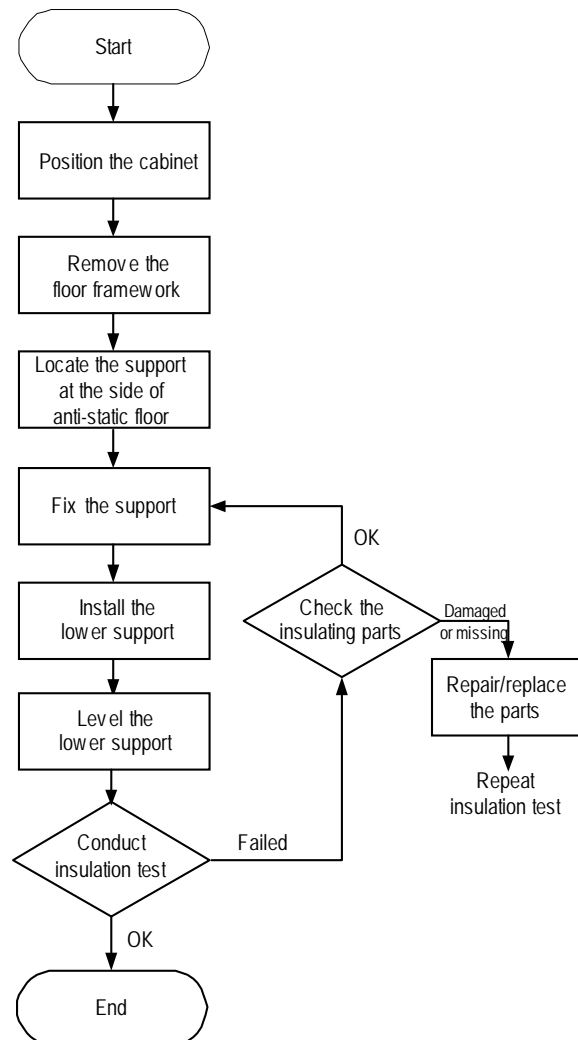 Start
Position the cabinet
Remove the
floor framework
Locate the support
at the side of
anti-static floor
Fix the support
OK
Install the
lower support
Check the
insulating parts
Damaged
or missing
Repair/replace
the parts
Level the
lower support
Repeat
insulation test
Conduct
insulation test
Failed
OK
End